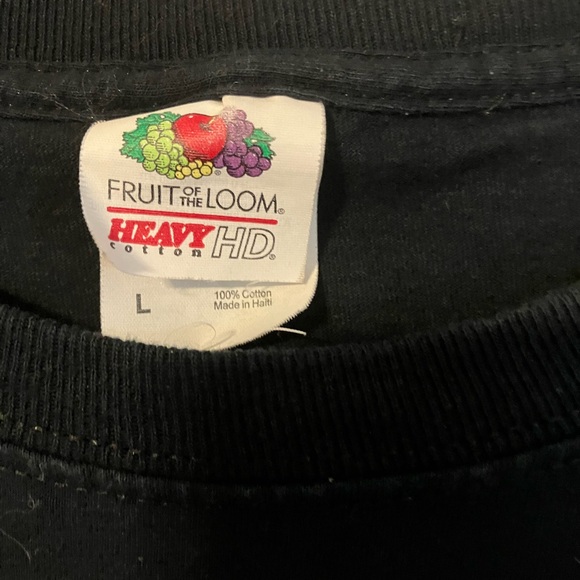 FRUIT OF THE LOOM®
HEAVY HD®
cotton
L
100% Cotton
Made in Haiti